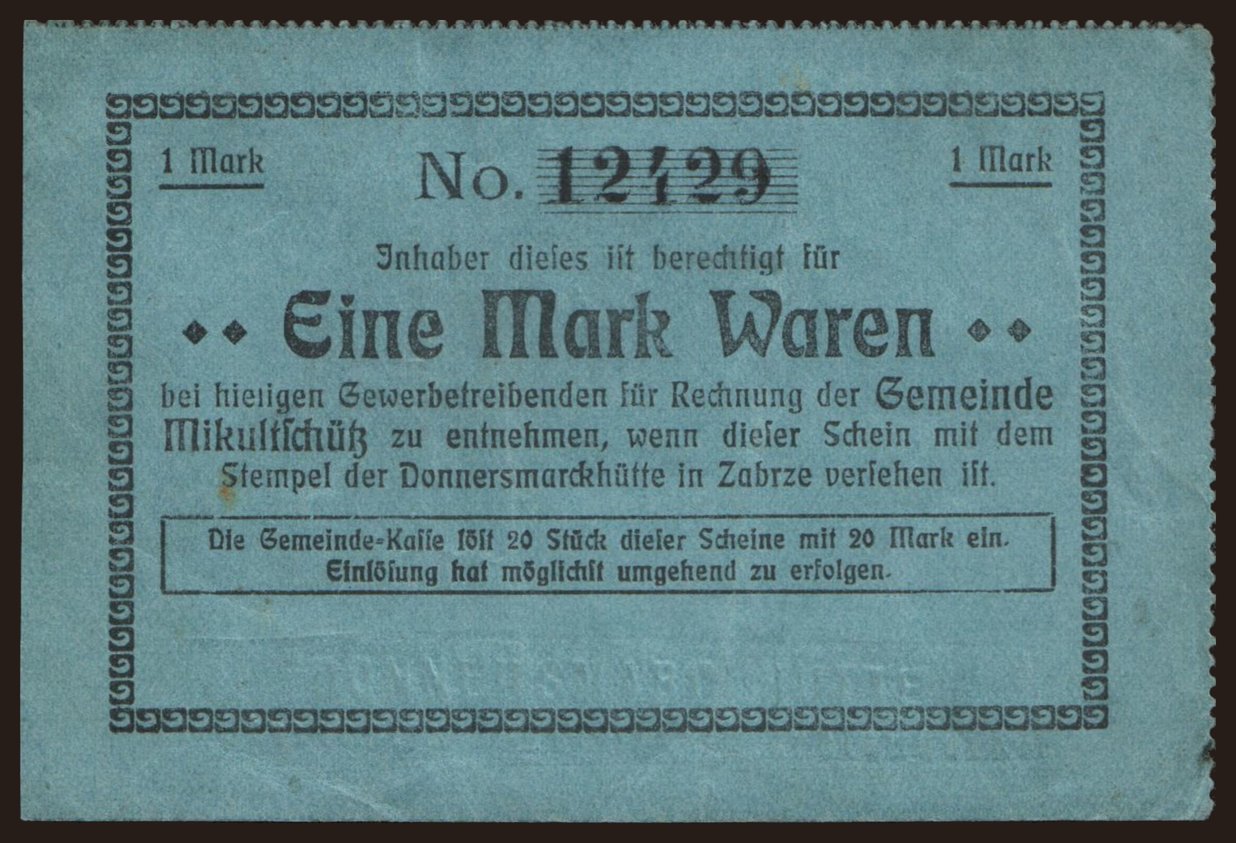 1 Mark No. 12429 1 Mark
Inhaber dieses ist berechtigt für
Eine Mark Waren
bei hiesigen Gewerbetreibenden für Rechnung der Gemeinde
Mikultschütz zu entnehmen, wenn dieser Schein mit dem
Stempel der Donnersmarckhütte in Zabrze versehen ist.
Die Gemeinde-Kasse löst 20 Stück dieser Scheine mit 20 Mark ein.
Einlösung hat möglichst umgehend zu erfolgen.